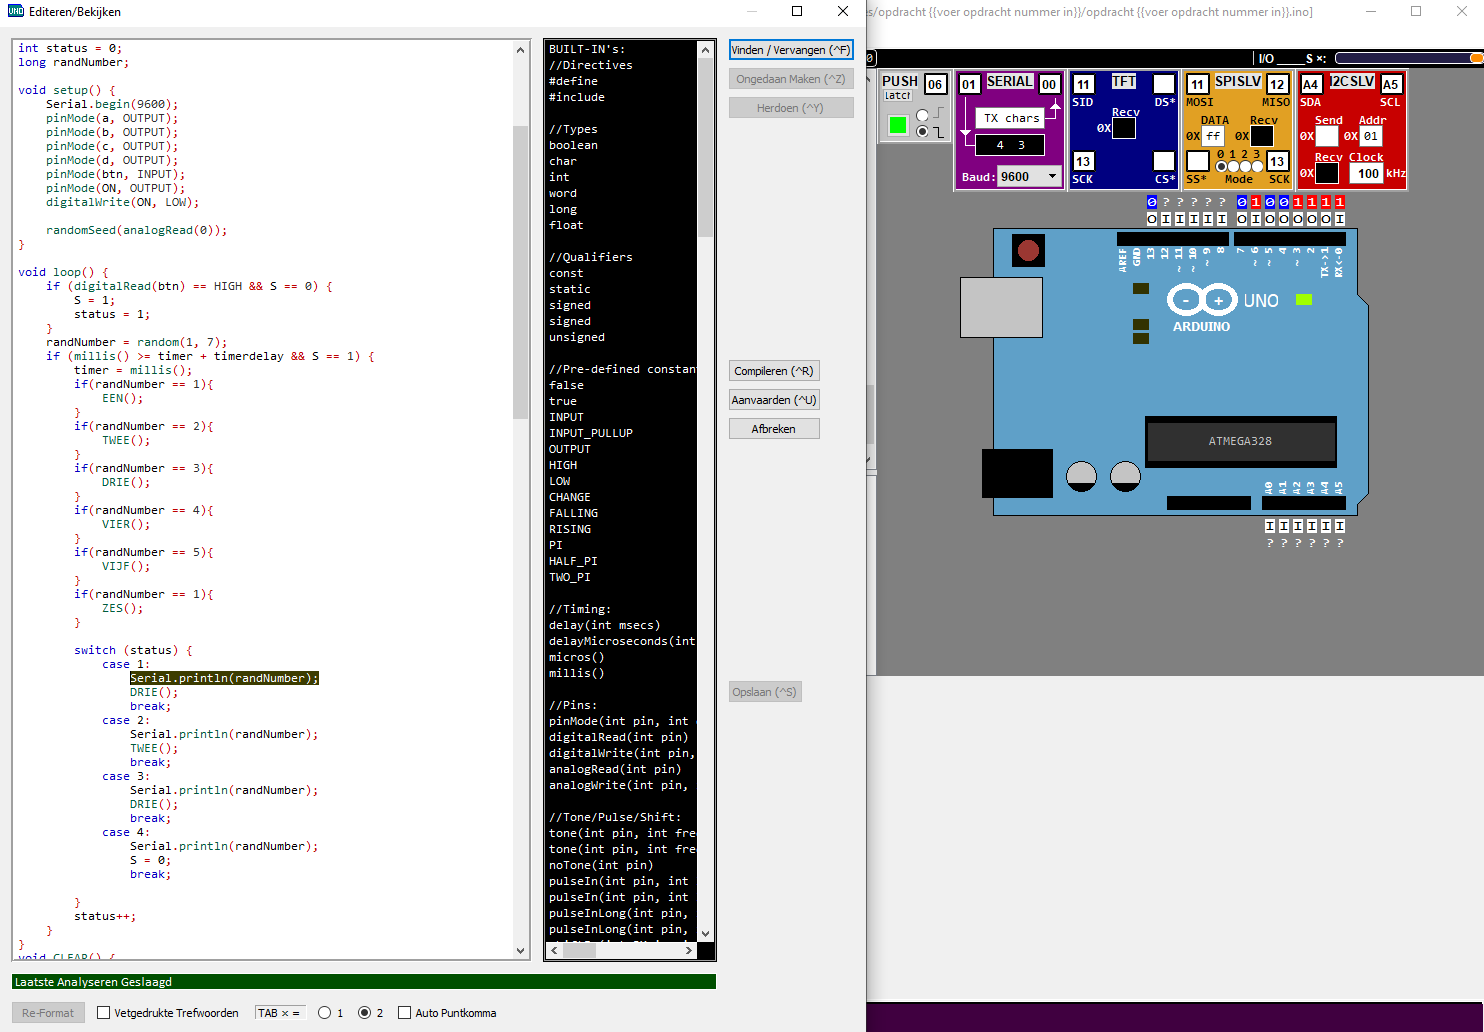 Editeren/Bekijken
int status = 0;
long randNumber;
void setup() {
Serial.begin(9600);
pinMode(a, OUTPUT);
pinMode(b, OUTPUT);
pinMode(c, OUTPUT);
pinMode(d, OUTPUT);
pinMode(btn, INPUT);
pinMode(ON, OUTPUT);
digitalWrite(ON, LOW);
randomSeed(analogRead(0));
}
void loop() {
if (digitalRead(btn) == HIGH && S == 0) {
S = 1;
status = 1;
}
randNumber = random(1, 7);
if (millis() >= timer + timerdelay && S == 1) {
timer = millis();
if(randNumber == 1){
EEN();
}
if(randNumber == 2){
TWEE();
}
if(randNumber == 3){
DRIE();
}
if(randNumber == 4){
VIER();
}
if(randNumber == 5){
VIJF();
}
if(randNumber == 1){
ZES();
}
switch (status) {
case 1:
Serial.println(randNumber);
DRIE();
break;
case 2:
Serial.println(randNumber);
TWEE();
break;
case 3:
Serial.println(randNumber);
DRIE();
break;
case 4:
Serial.println(randNumber);
S = 0;
break;
}
status++;
}
}
void CLEAR() {
BUILT-IN's:
//Directives
#define
#include
//Types
boolean
char
int
word
long
float
//Qualifiers
const
static
signed
signed
unsigned
//Pre-defined constan
false
true
INPUT
INPUT_PULLUP
OUTPUT
HIGH
LOW
CHANGE
FALLING
RISING
PI
HALF_PI
TWO_PI
//Timing:
delay(int msecs)
delayMicroseconds(int
micros()
millis()
//Pins:
pinMode(int pin, int
digitalRead(int pin)
digitalWrite(int pin,
analogRead(int pin)
analogWrite(int pin,
//Tone/Pulse/Shift:
tone(int pin, int fre
tone(int pin, int fre
noTone(int pin)
pulseIn(int pin, int
pulseIn(int pin, int
pulseInLong(int pin,
pulseInLong(int pin,
Vinden / Vervangen (^F)
Ongedaan Maken (^Z)
Herdoen (^Y)
Compileren (^R)
Aanvaarden (^U)
Afbreken
Opslaan (^S)
Laatste Analyseren Geslaagd
Re-Format
Vetgedrukte Trefwoorden
TAB × =
1
2
Auto Puntkomma
es/opdracht {{voer opdracht nummer in}}/opdracht {{voer opdracht nummer in}}.ino]
I/O _____S ×:
PUSH 06
latch
01 SERIAL 00
TX chars
4 3
Baud: 9600
11 TFT
SID DS*
Recv
0X
13
SCK CS*
11 SPISLV 12
MOSI MISO
DATA Recv
0X ff 0X
0 1 2 3 13
SS* Mode SCK
A4 I2CSLV A5
SDA SCL
Send Addr
0X 0X 01
Recv Clock
0X 100 kHz
0 ? ? ? ? ? 0 1 0 0 1 1 1 1
O I I I I I O I O O O O O I
AREF
GND
13
12
~ 11
~ 10
~ 9
8
7
~ 6
~ 5
4
~ 3
2
TX->1
RX<-0
- + UNO
ARDUINO
ATMEGA328
A0
A1
A2
A3
A4
A5
I I I I I I
? ? ? ? ? ?